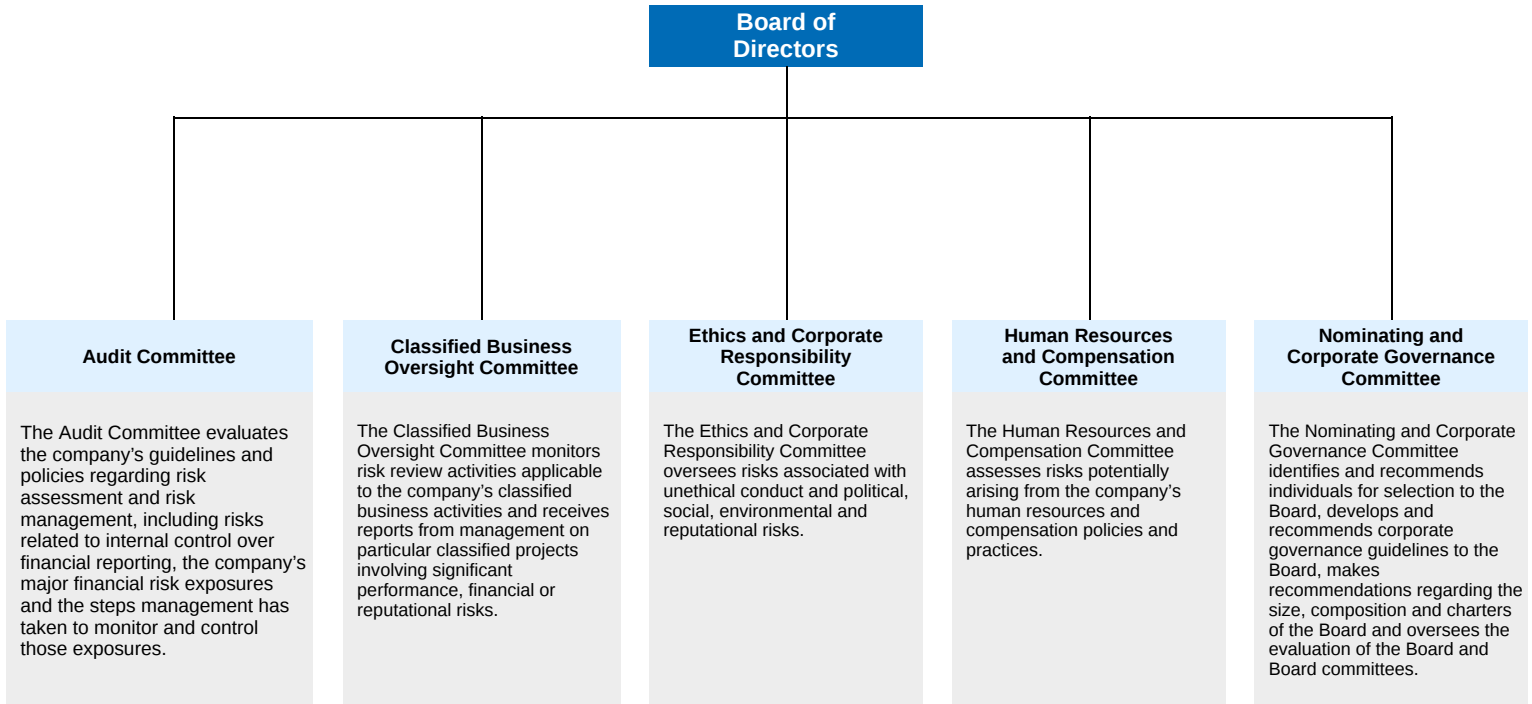 Board of
Directors
Audit Committee
The Audit Committee evaluates
the company’s guidelines and
policies regarding risk
assessment and risk
management, including risks
related to internal control over
financial reporting, the company’s
major financial risk exposures
and the steps management has
taken to monitor and control
those exposures.
Classified Business
Oversight Committee
The Classified Business
Oversight Committee monitors
risk review activities applicable
to the company’s classified
business activities and receives
reports from management on
particular classified projects
involving significant
performance, financial or
reputational risks.
Ethics and Corporate
Responsibility
Committee
The Ethics and Corporate
Responsibility Committee
oversees risks associated with
unethical conduct and political,
social, environmental and
reputational risks.
Human Resources
and Compensation
Committee
The Human Resources and
Compensation Committee
assesses risks potentially
arising from the company’s
human resources and
compensation policies and
practices.
Nominating and
Corporate Governance
Committee
The Nominating and Corporate
Governance Committee
identifies and recommends
individuals for selection to the
Board, develops and
recommends corporate
governance guidelines to the
Board, makes
recommendations regarding the
size, composition and charters
of the Board and oversees the
evaluation of the Board and
Board committees.